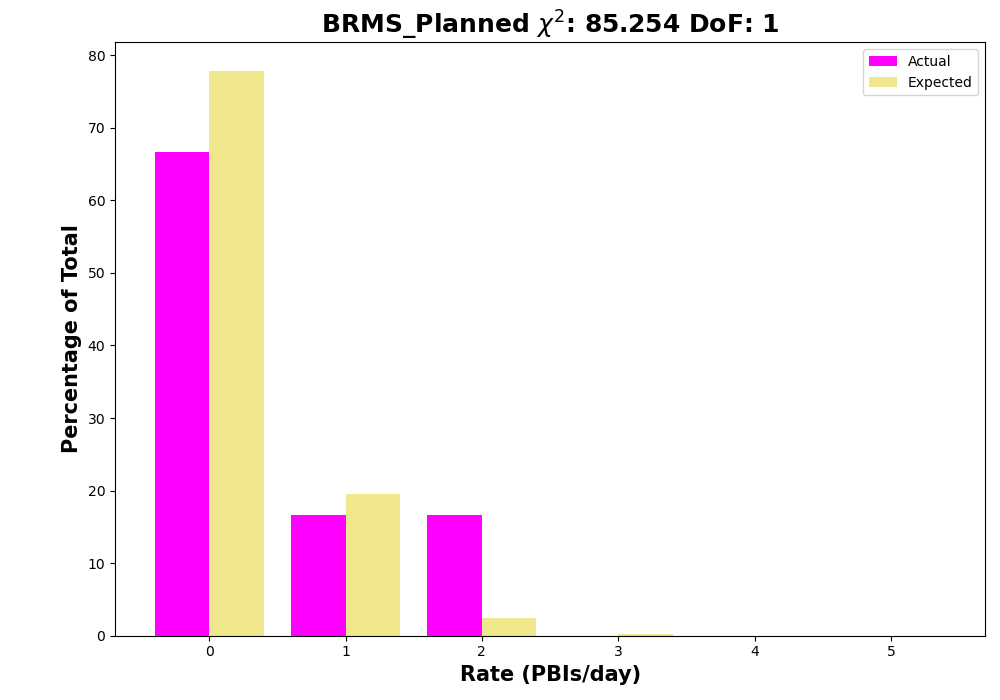 BRMS_Planned χ²: 85.254 DoF: 1
Actual
Expected
80
70
60
50
40
30
20
10
0
Percentage of Total
0 1 2 3 4 5
Rate (PBIs/day)